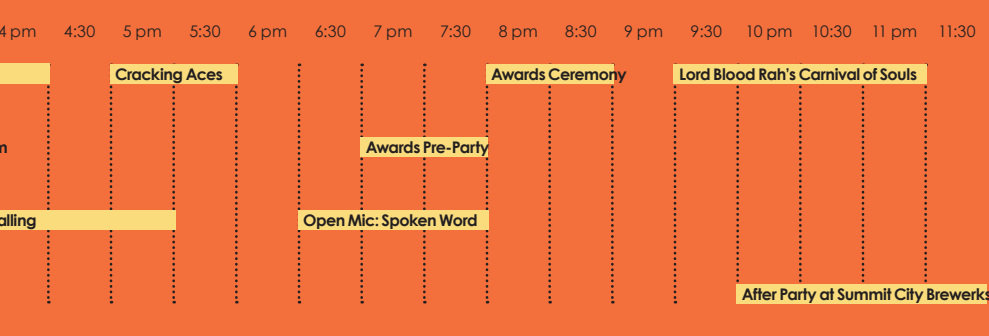 4 pm 4:30 5 pm 5:30 6 pm 6:30 7 pm 7:30 8 pm 8:30 9 pm 9:30 10 pm 10:30 11 pm 11:30
Cracking Aces Awards Ceremony Lord Blood Rah's Carnival of Souls
m Awards Pre-Party
alling Open Mic: Spoken Word
After Party at Summit City Brewerks